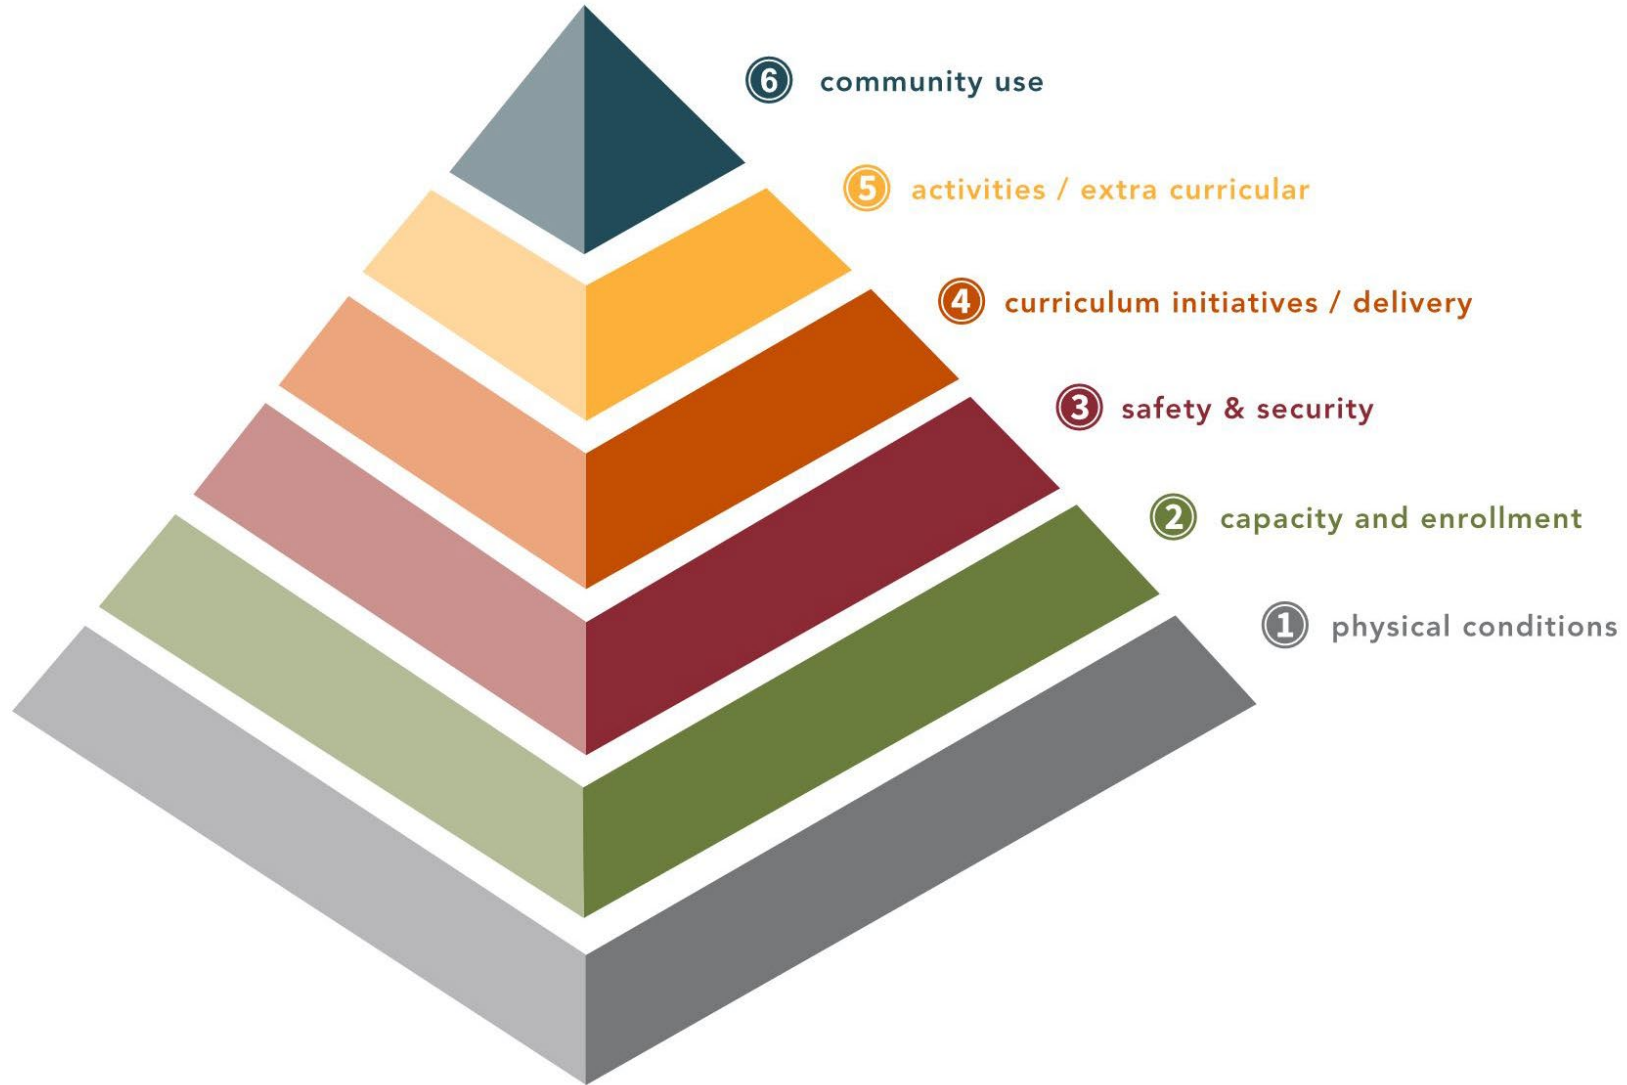 6 community use
5 activities / extra curricular
4 curriculum initiatives / delivery
3 safety & security
2 capacity and enrollment
1 physical conditions